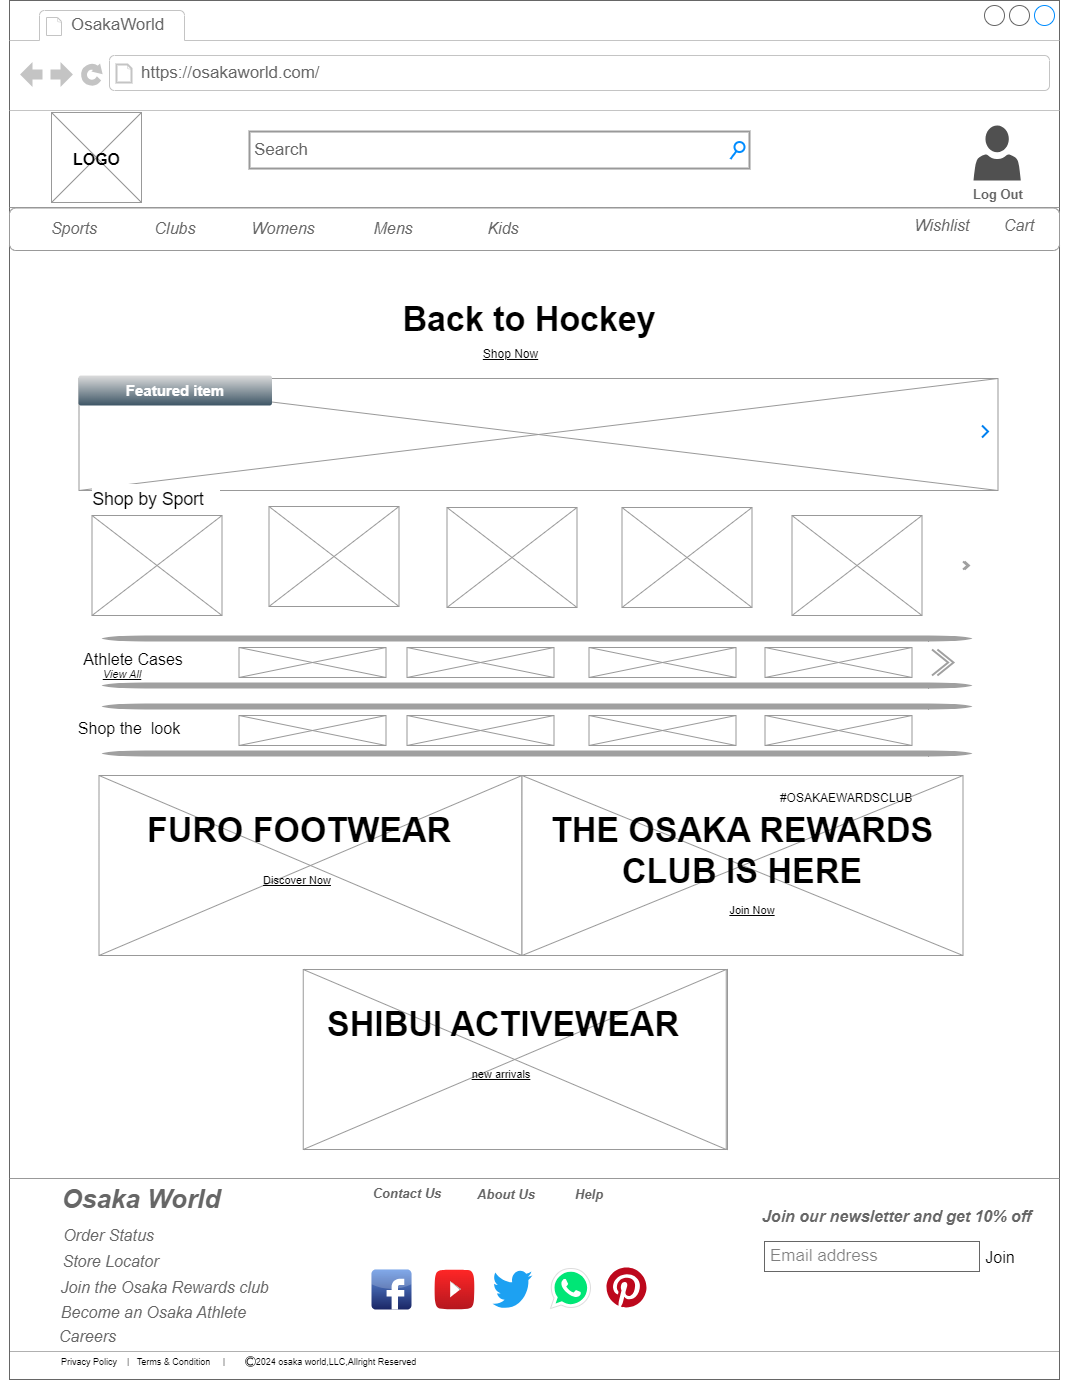 OsakaWorld
https://osakaworld.com/
LOGO
Search
Log Out
Sports Clubs Womens Mens Kids Wishlist Cart
Back to Hockey
Shop Now
Featured item
Shop by Sport
Athlete Cases
View All
Shop the look
FURO FOOTWEAR
Discover Now
#OSAKAEWARDSCLUB
THE OSAKA REWARDS
CLUB IS HERE
Join Now
SHIBUI ACTIVEWEAR
new arrivals
Osaka World
Order Status
Store Locator
Join the Osaka Rewards club
Become an Osaka Athlete
Careers
Contact Us About Us Help
Join our newsletter and get 10% off
Email address Join
Privacy Policy | Terms & Condition | ©2024 osaka world,LLC,Allright Reserved